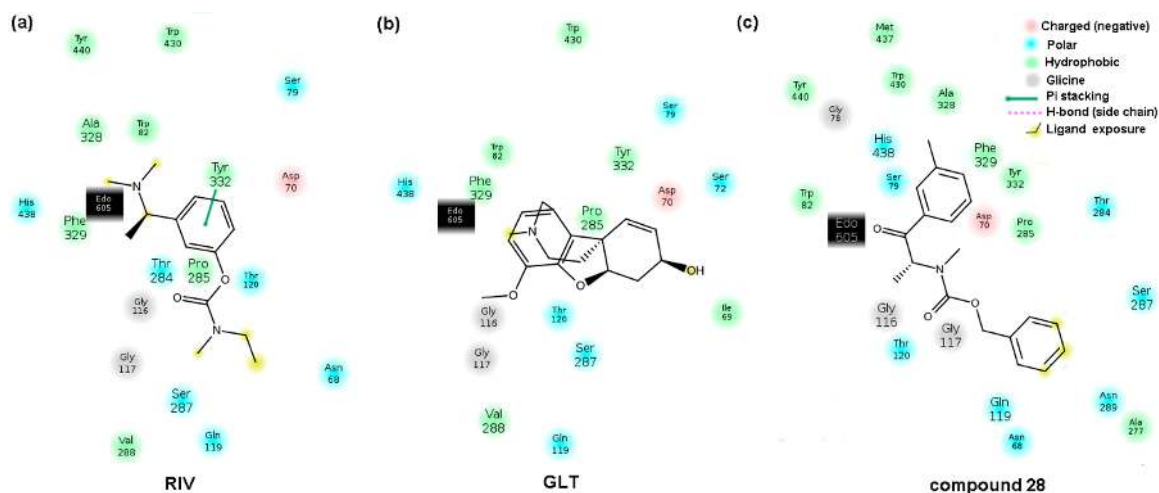 (a)
Tyr
440
Trp
430
Ser
79
Ala
328
Trp
82
Tyr
332
Asp
70
N
His
438
Edo
605
Phe
329
Thr
284
Pro
285
O
Thr
120
Gly
116
O
N
Gly
117
Asn
68
Ser
287
Val
288
Gln
119
RIV
(b)
Trp
430
Ser
79
Trp
82
Tyr
332
His
438
Phe
329
Asp
70
Ser
72
Edo
605
Pro
285
N
OH
O
O
Gly
116
Thr
120
Ile
69
Gly
117
Ser
287
Val
288
Gln
119
GLT
(c)
Met
437
Trp
430
Tyr
440
Ala
328
Gly
78
His
438
Phe
329
Ser
79
Tyr
332
Trp
82
Asp
70
Thr
284
Pro
285
Edo
605
O
N
Ser
287
Gly
116
O
O
Gly
117
Thr
120
Gln
119
Asn
289
Asn
68
Ala
277
compound 28
Charged (negative)
Polar
Hydrophobic
Glicine
Pi stacking
H-bond (side chain)
Ligand exposure